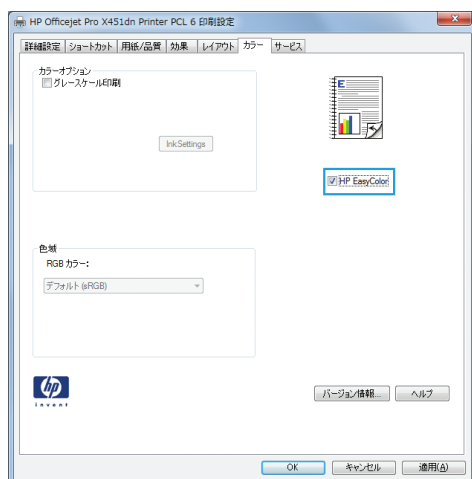 HP Officejet Pro X451dn Printer PCL 6 印刷設定
詳細設定 ショートカット 用紙/品質 効果 レイアウト カラー サービス
カラーオプション
グレースケール印刷
InkSettings
E
HP EasyColor
色域
RGB カラー:
デフォルト (sRGB)
hp
invent
バージョン情報... ヘルプ
OK キャンセル 適用(A)